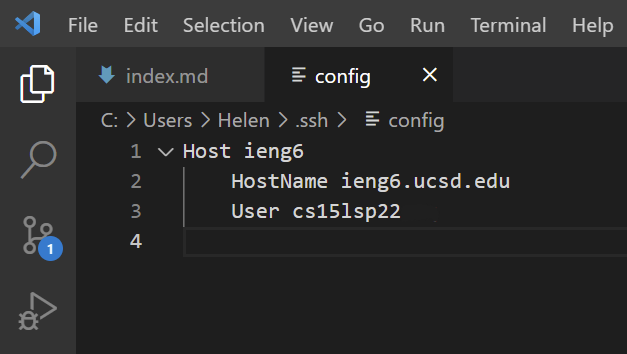 File Edit Selection View Go Run Terminal Help
index.md config ×
C: > Users > Helen > .ssh > config
1 Host ieng6
2 HostName ieng6.ucsd.edu
3 User cs15lsp22
4
1